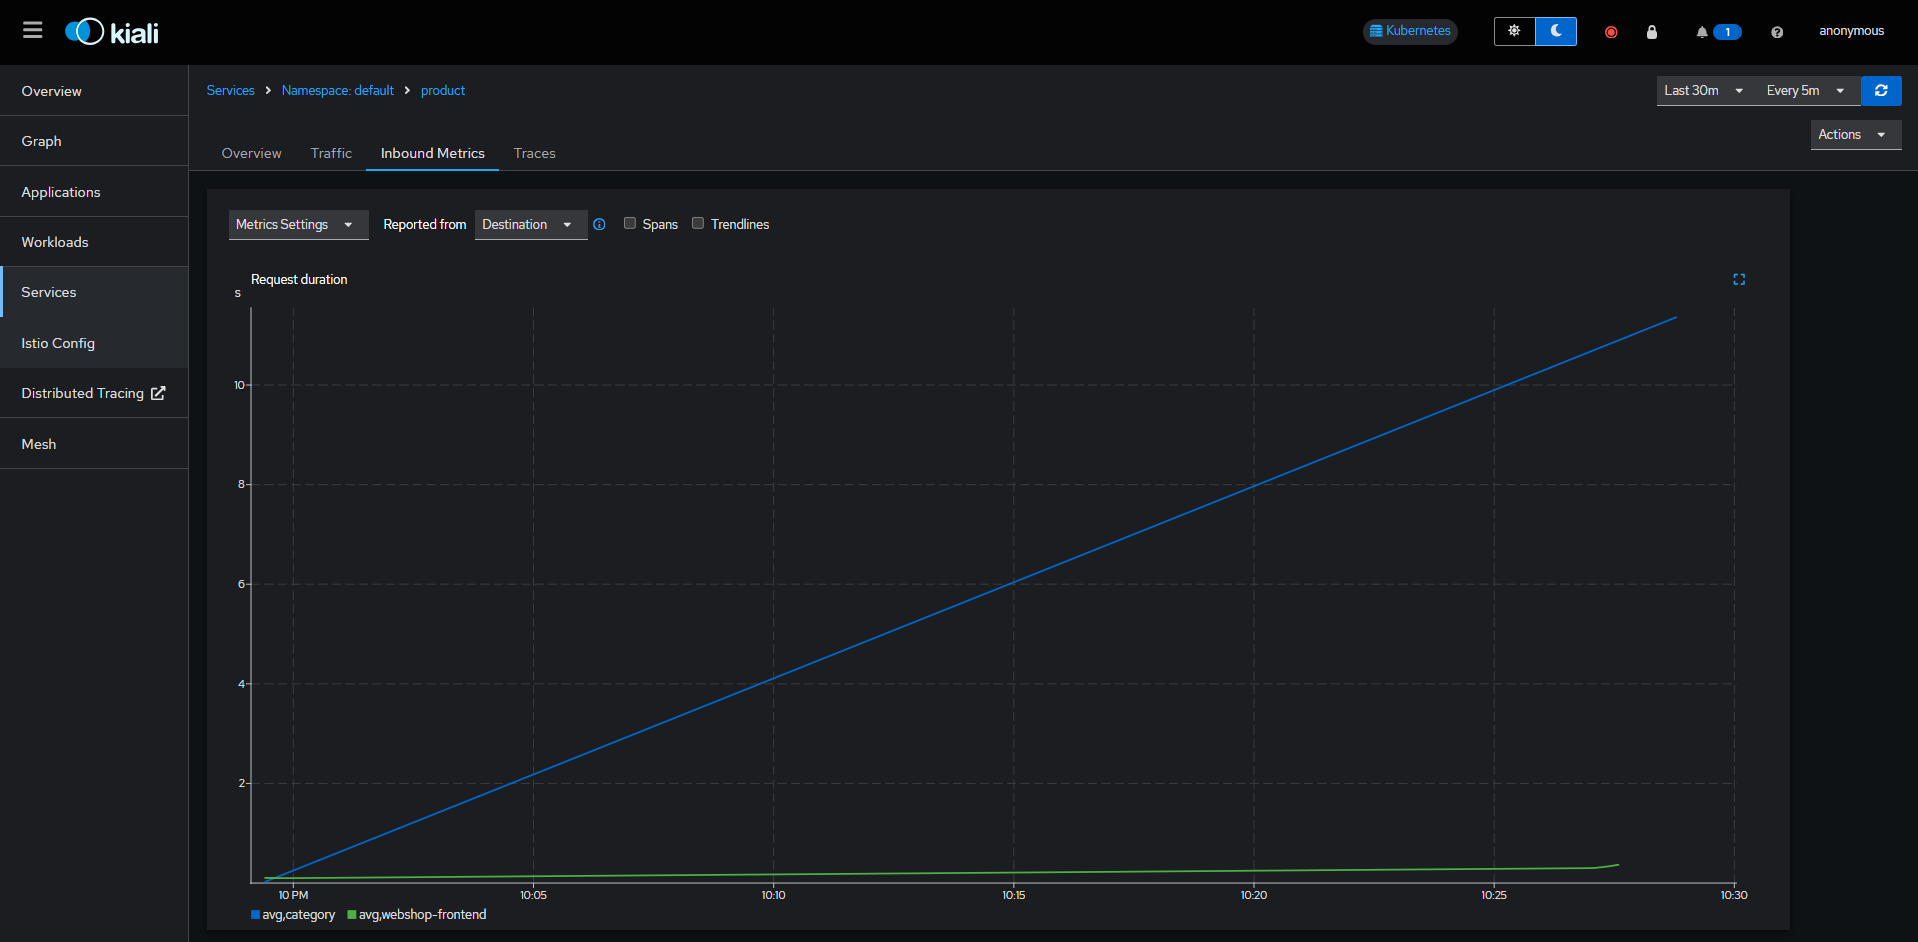 kiali
Kubernetes
1
anonymous
Overview
Graph
Applications
Workloads
Services
Istio Config
Distributed Tracing
Mesh
Services > Namespace: default > product
Last 30m
Every 5m
Actions
Overview Traffic Inbound Metrics Traces
Metrics Settings Reported from Destination Spans Trendlines
Request duration
s
10
8
6
4
2
10 PM 10:05 10:10 10:15 10:20 10:25 10:30
avg,category avg,webshop-frontend